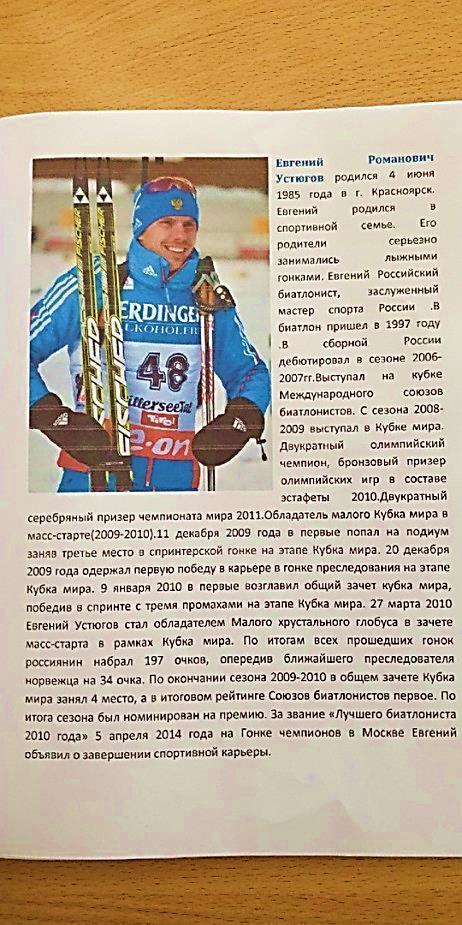 Евгений Романович
Устюгов родился 4 июня
1985 года в г. Красноярск.
Евгений родился в
спортивной семье. Его
родители серьезно
занимались лыжными
гонками. Евгений Российский
биатлонист, заслуженный
мастер спорта России .В
биатлон пришел в 1997 году
.В сборной России
дебютировал в сезоне 2006-
2007гг.Выступал на кубке
Международного союзов
биатлонистов. С сезона 2008-
2009 выступал в Кубке мира.
Двукратный олимпийский
чемпион, бронзовый призер
олимпийских игр в составе
эстафеты 2010.Двукратный
серебряный призер чемпионата мира 2011.Обладатель малого Кубка мира в
масс-старте(2009-2010).11 декабря 2009 года в первые попал на подиум
заняв третье место в спринтерской гонке на этапе Кубка мира. 20 декабря
2009 года одержал первую победу в карьере в гонке преследования на этапе
Кубка мира. 9 января 2010 в первые возглавил общий зачет кубка мира,
победив в спринте с тремя промахами на этапе Кубка мира. 27 марта 2010
Евгений Устюгов стал обладателем Малого хрустального глобуса в зачете
масс-старта в рамках Кубка мира. По итогам всех прошедших гонок
россиянин набрал 197 очков, опередив ближайшего преследователя
норвежца на 34 очка. По окончании сезона 2009-2010 в общем зачете Кубка
мира занял 4 место, а в итоговом рейтинге Союзов биатлонистов первое. По
итога сезона был номинирован на премию. За звание «Лучшего биатлониста
2010 года» 5 апреля 2014 года на Гонке чемпионов в Москве Евгений
объявил о завершении спортивной карьеры.
FISCHER
FISCHER
ERDINGER
LKOHOLFR
48
e·on